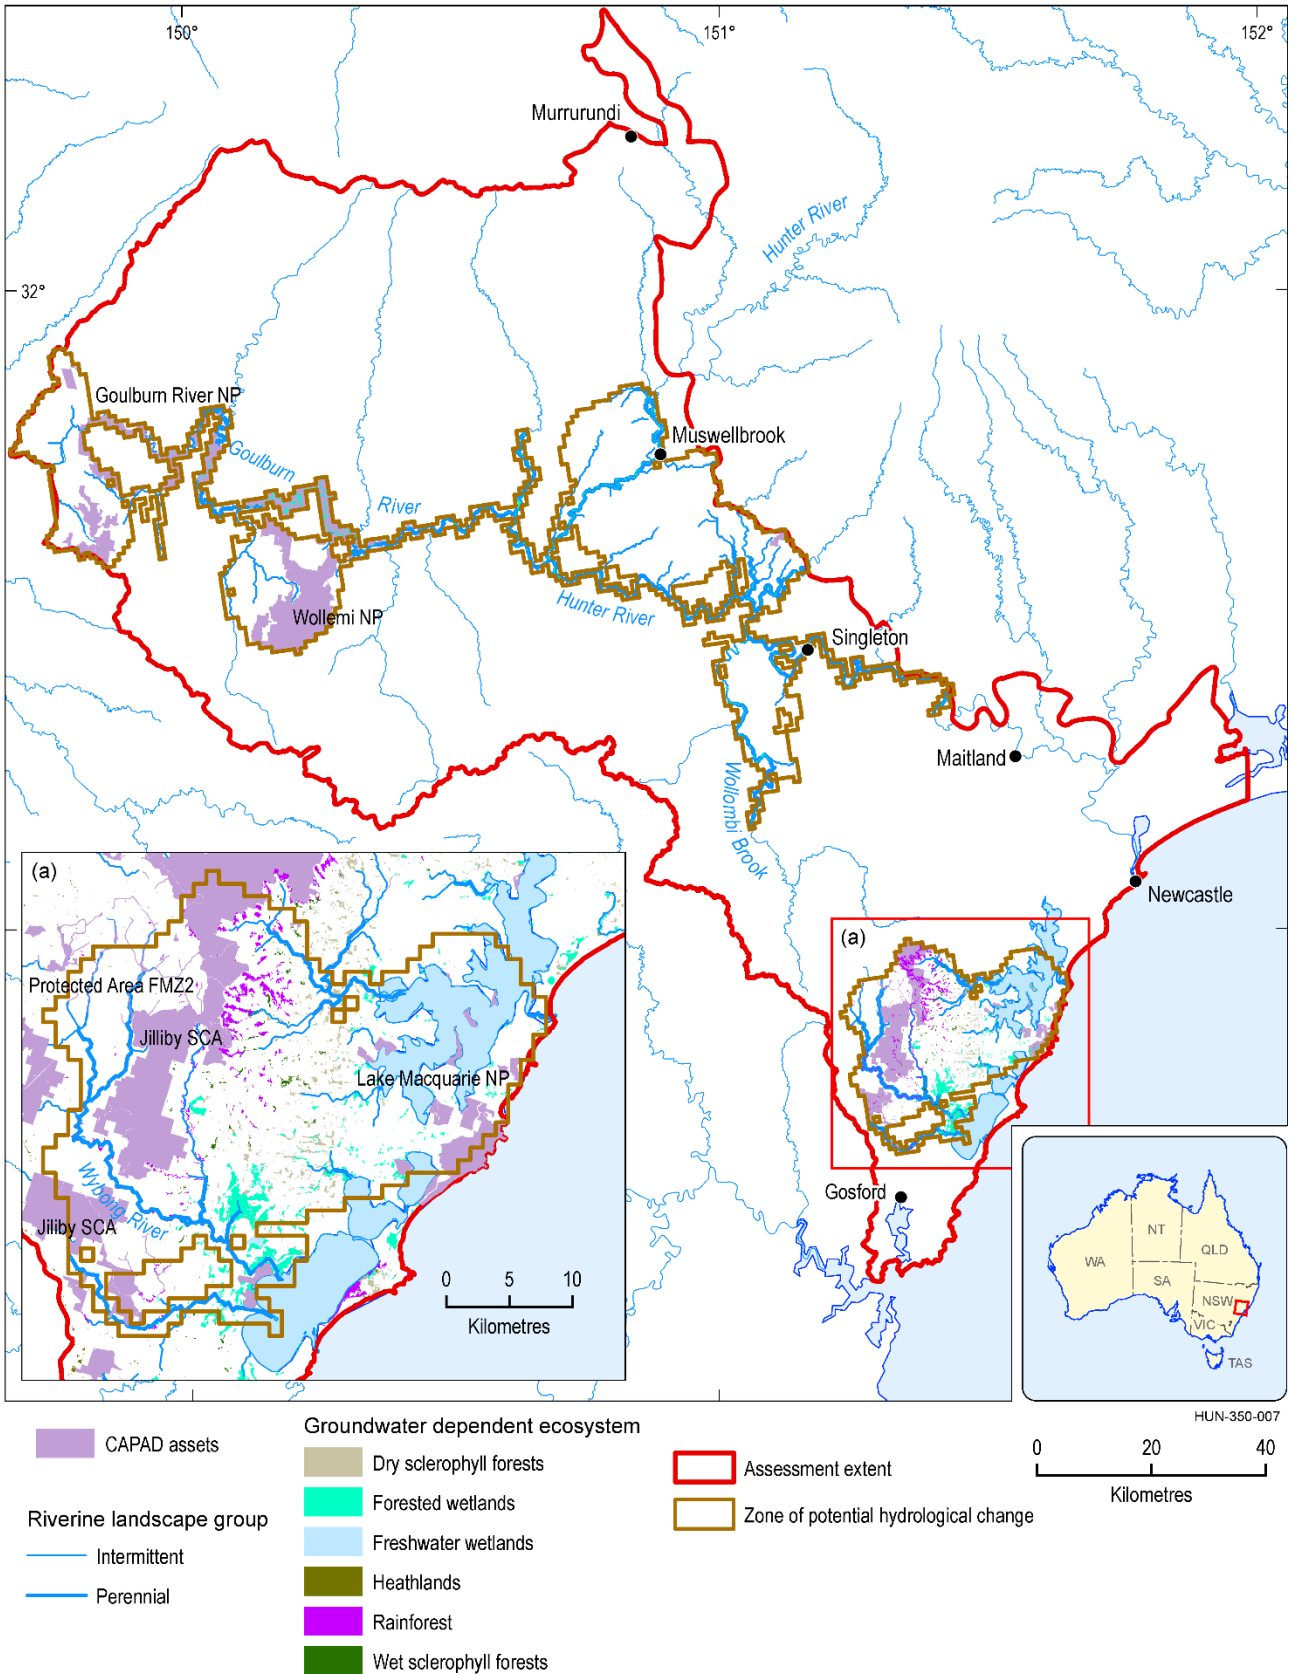 150°
151°
152°
Murrurundi
Hunter River
32°
Goulburn River NP
Goulburn
River
Muswellbrook
Wollemi NP
Hunter River
Singleton
Maitland
Wollombi Brook
Newcastle
(a)
Gosford
(a)
Protected Area FMZ2
Jilliby SCA
Lake Macquarie NP
Wybong River
Jiliby SCA
0 5 10
Kilometres
WA
NT
SA
QLD
NSW
VIC
TAS
HUN-350-007
CAPAD assets
Riverine landscape group
Intermittent
Perennial
Groundwater dependent ecosystem
Dry sclerophyll forests
Forested wetlands
Freshwater wetlands
Heathlands
Rainforest
Wet sclerophyll forests
Assessment extent
Zone of potential hydrological change
0 20 40
Kilometres